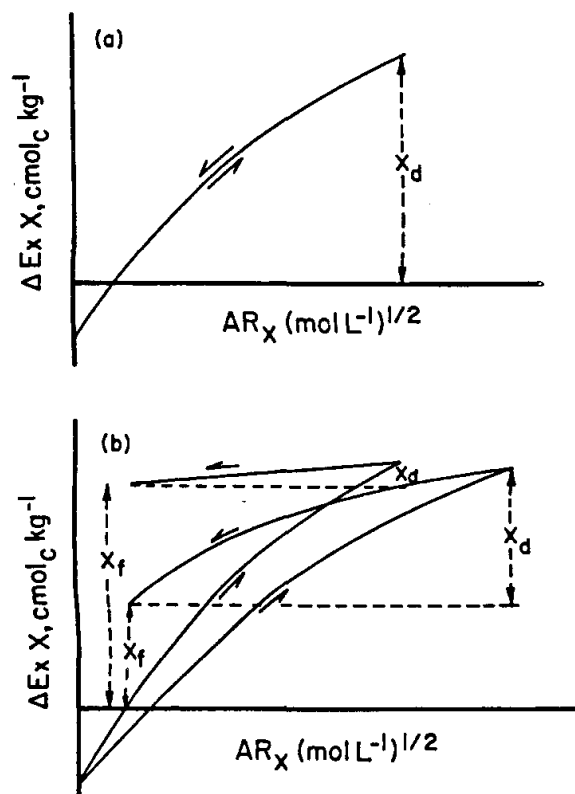 (a)
ΔEx X, cmol_c kg⁻¹
X_d
AR_X (mol L⁻¹)^1/2
(b)
ΔEx X, cmol_c kg⁻¹
X_d
X_f
X_d
X_f
AR_X (mol L⁻¹)^1/2